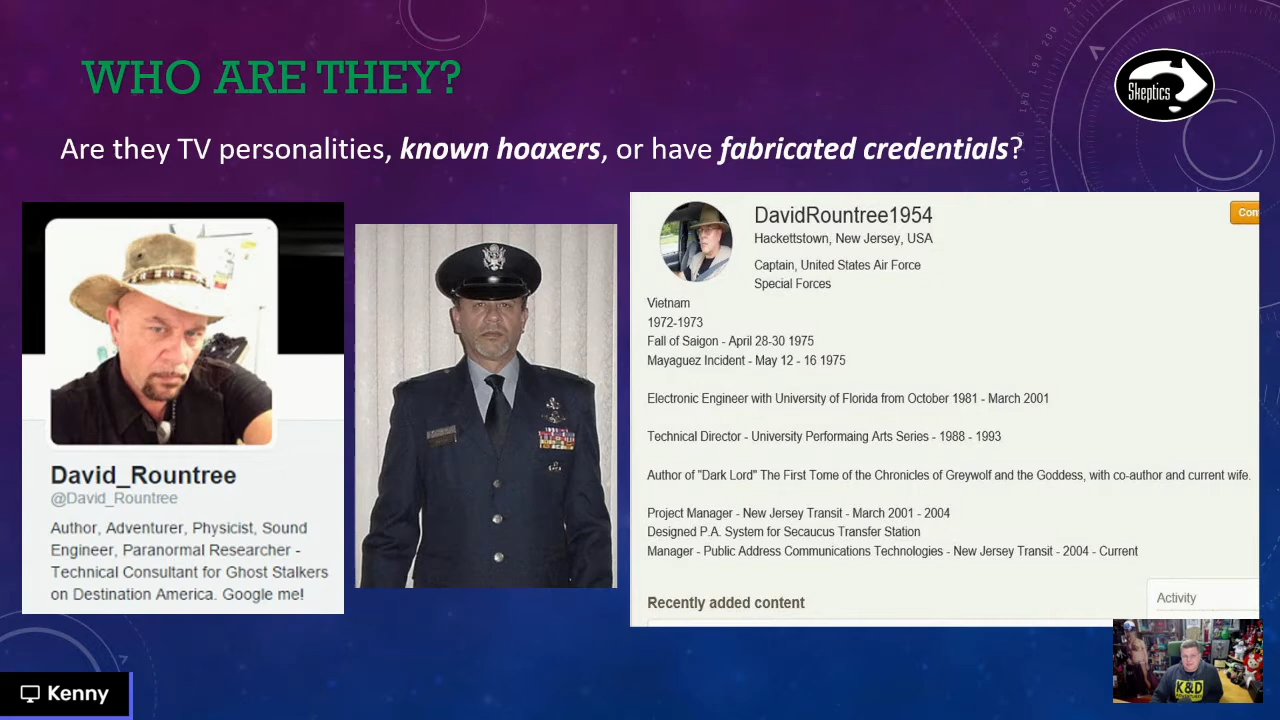 WHO ARE THEY?
Skeptics
Are they TV personalities, known hoaxers, or have fabricated credentials?
David_Rountree
@David_Rountree
Author, Adventurer, Physicist, Sound
Engineer, Paranormal Researcher -
Technical Consultant for Ghost Stalkers
on Destination America. Google me!
DavidRountree1954
Con
Hackettstown, New Jersey, USA
Captain, United States Air Force
Special Forces
Vietnam
1972-1973
Fall of Saigon - April 28-30 1975
Mayaguez Incident - May 12 - 16 1975
Electronic Engineer with University of Florida from October 1981 - March 2001
Technical Director - University Performaing Arts Series - 1988 - 1993
Author of "Dark Lord" The First Tome of the Chronicles of Greywolf and the Goddess, with co-author and current wife.
Project Manager - New Jersey Transit - March 2001 - 2004
Designed P.A. System for Secaucus Transfer Station
Manager - Public Address Communications Technologies - New Jersey Transit - 2004 - Current
Recently added content
Activity
K&D
Kenny